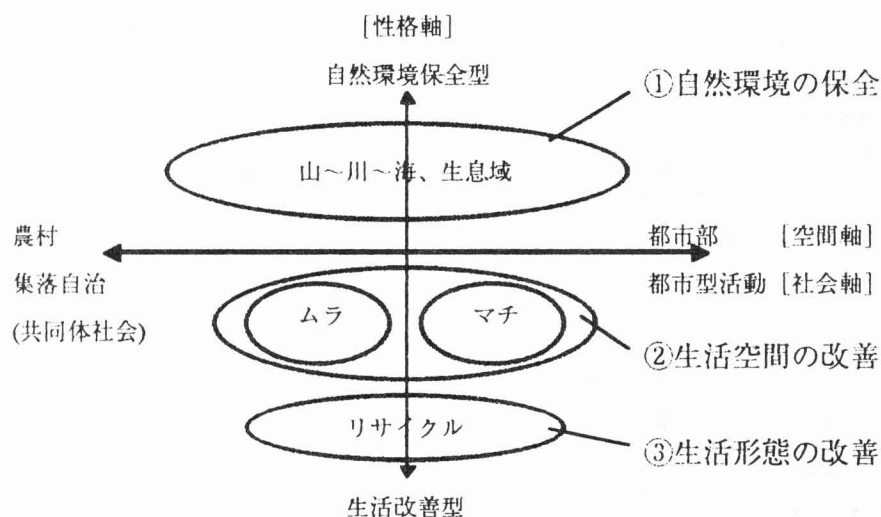 [性格軸]
自然環境保全型
①自然環境の保全
山～川～海、生息域
農村
都市部 [空間軸]
集落自治
都市型活動 [社会軸]
(共同体社会)
ムラ
マチ
②生活空間の改善
リサイクル
③生活形態の改善
生活改善型